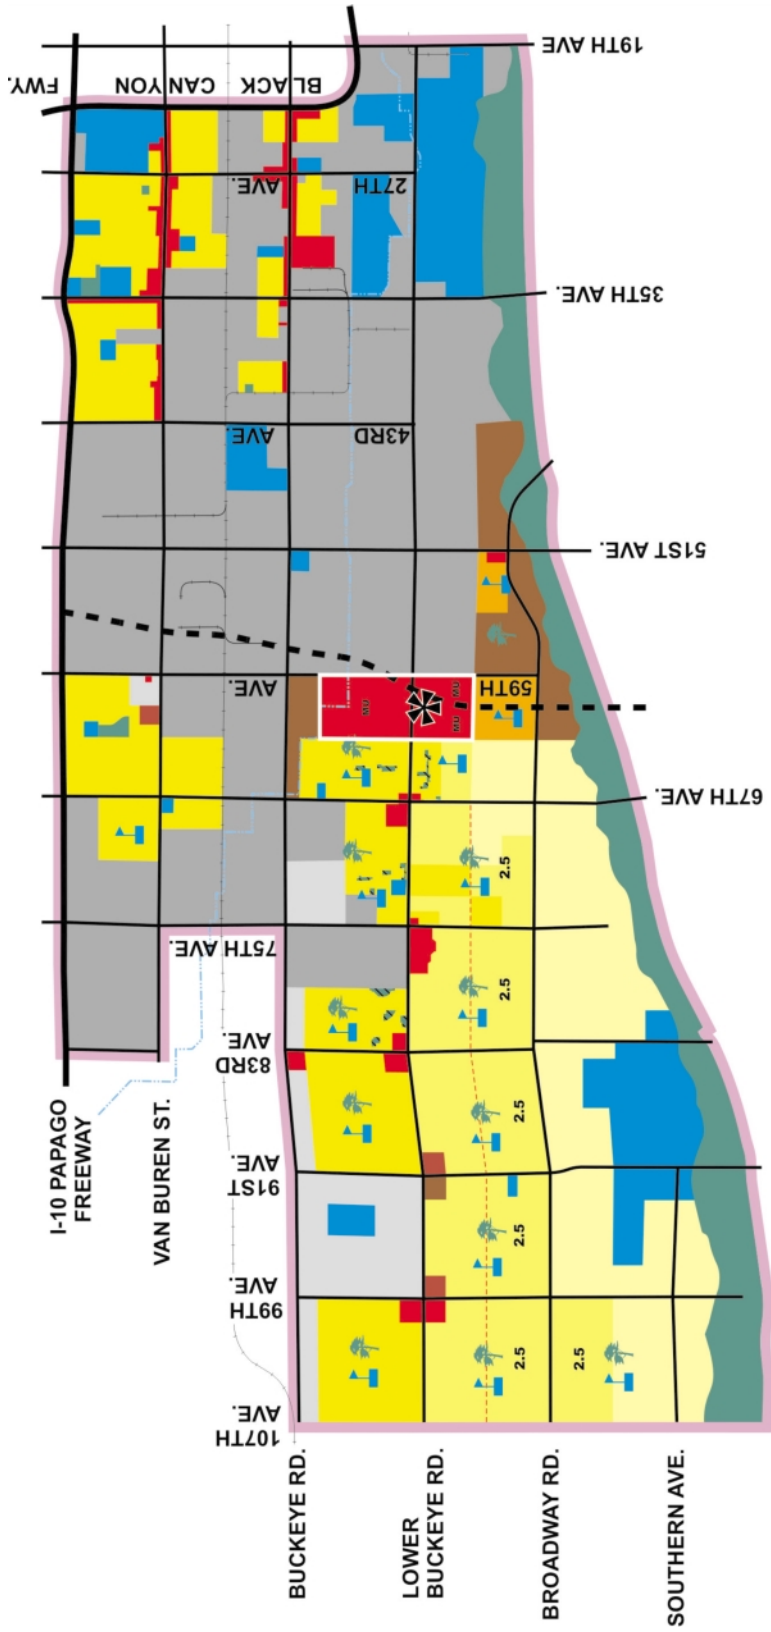 19TH AVE
FWY.
CANYON
BLACK
27TH
AVE.
35TH AVE.
43RD
AVE.
51ST AVE.
59TH
AVE.
MU
MU
MU
67TH AVE.
2.5
75TH AVE.
2.5
83RD
AVE.
2.5
91ST
AVE.
2.5
99TH
AVE.
2.5
2.5
107TH
AVE.
I-10 PAPAGO
FREEWAY
VAN BUREN ST.
BUCKEYE RD.
LOWER
BUCKEYE RD.
BROADWAY RD.
SOUTHERN AVE.